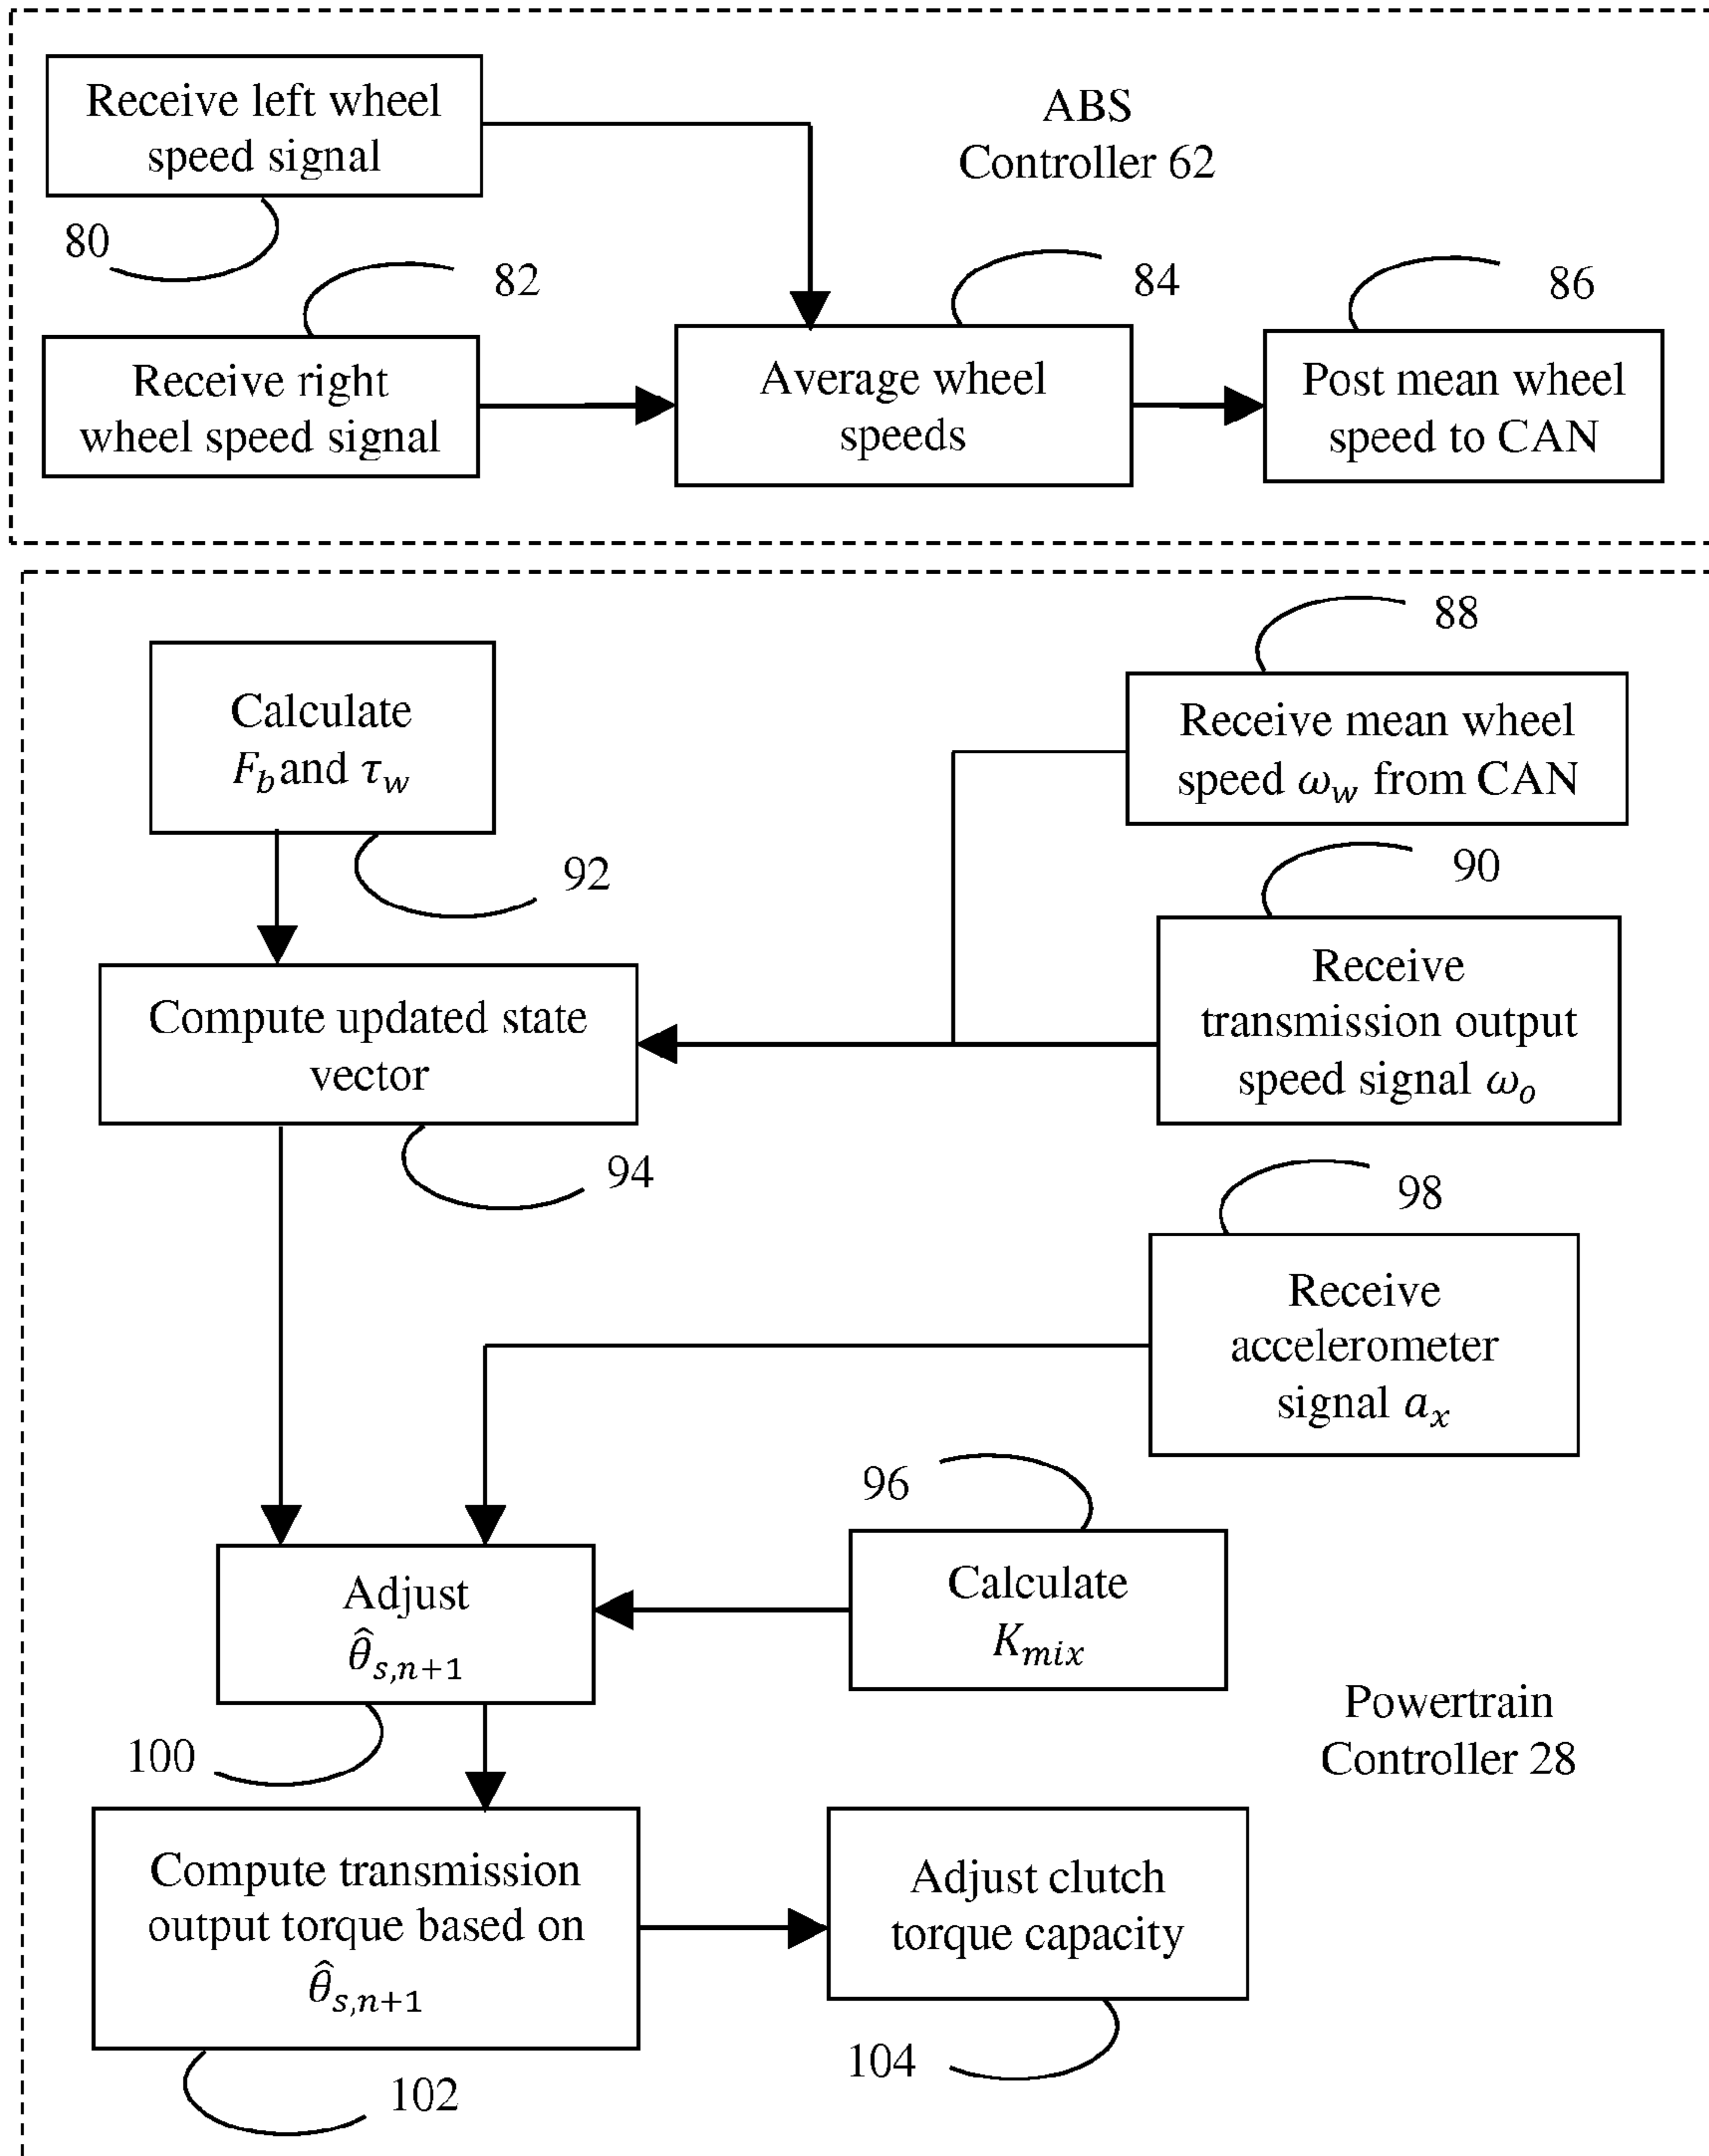 Receive left wheel
speed signal
ABS
Controller 62
80
82
84
86
Receive right
wheel speed signal
Average wheel
speeds
Post mean wheel
speed to CAN
88
Calculate
F_b and τ_w
Receive mean wheel
speed ω_w from CAN
92
90
Compute updated state
vector
Receive
transmission output
speed signal ω_o
94
98
Receive
accelerometer
signal a_x
96
Adjust
θ̂_{s,n+1}
Calculate
K_{mix}
Powertrain
Controller 28
100
Compute transmission
output torque based on
θ̂_{s,n+1}
Adjust clutch
torque capacity
104
102